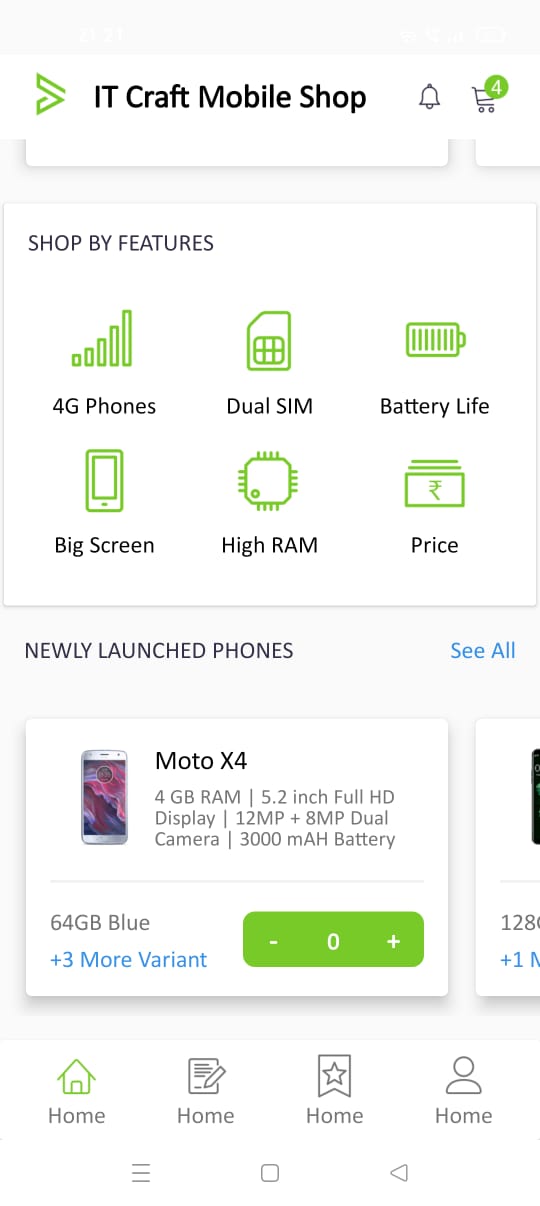 21:21
IT Craft Mobile Shop
4
SHOP BY FEATURES
4G Phones
Dual SIM
Battery Life
Big Screen
High RAM
₹
Price
NEWLY LAUNCHED PHONES
See All
Moto X4
4 GB RAM | 5.2 inch Full HD
Display | 12MP + 8MP Dual
Camera | 3000 mAH Battery
64GB Blue
- 0 +
+3 More Variant
128
+1
Home
Home
Home
Home